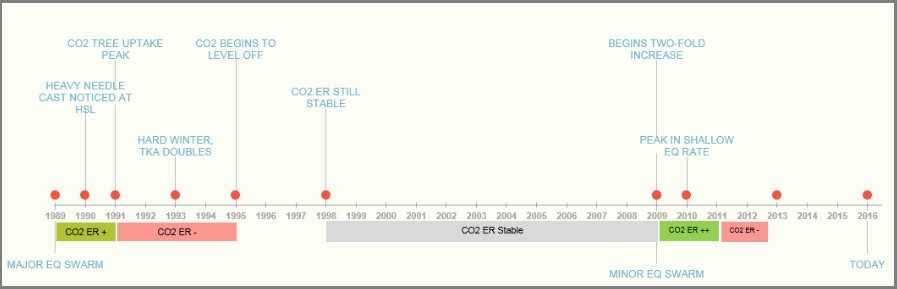 CO2 TREE UPTAKE
PEAK
CO2 BEGINS TO
LEVEL OFF
BEGINS TWO-FOLD
INCREASE
HEAVY NEEDLE
CAST NOTICED AT
HSL
CO2 ER STILL
STABLE
HARD WINTER,
TKA DOUBLES
PEAK IN SHALLOW
EQ RATE
1989 1990 1991 1992 1993 1994 1995 1996 1997 1998 1999 2000 2001 2002 2003 2004 2005 2006 2007 2008 2009 2010 2011 2012 2013 2014 2015 2016
CO2 ER + CO2 ER - CO2 ER Stable CO2 ER ++ CO2 ER -
MAJOR EQ SWARM
TODAY
MINOR EQ SWARM